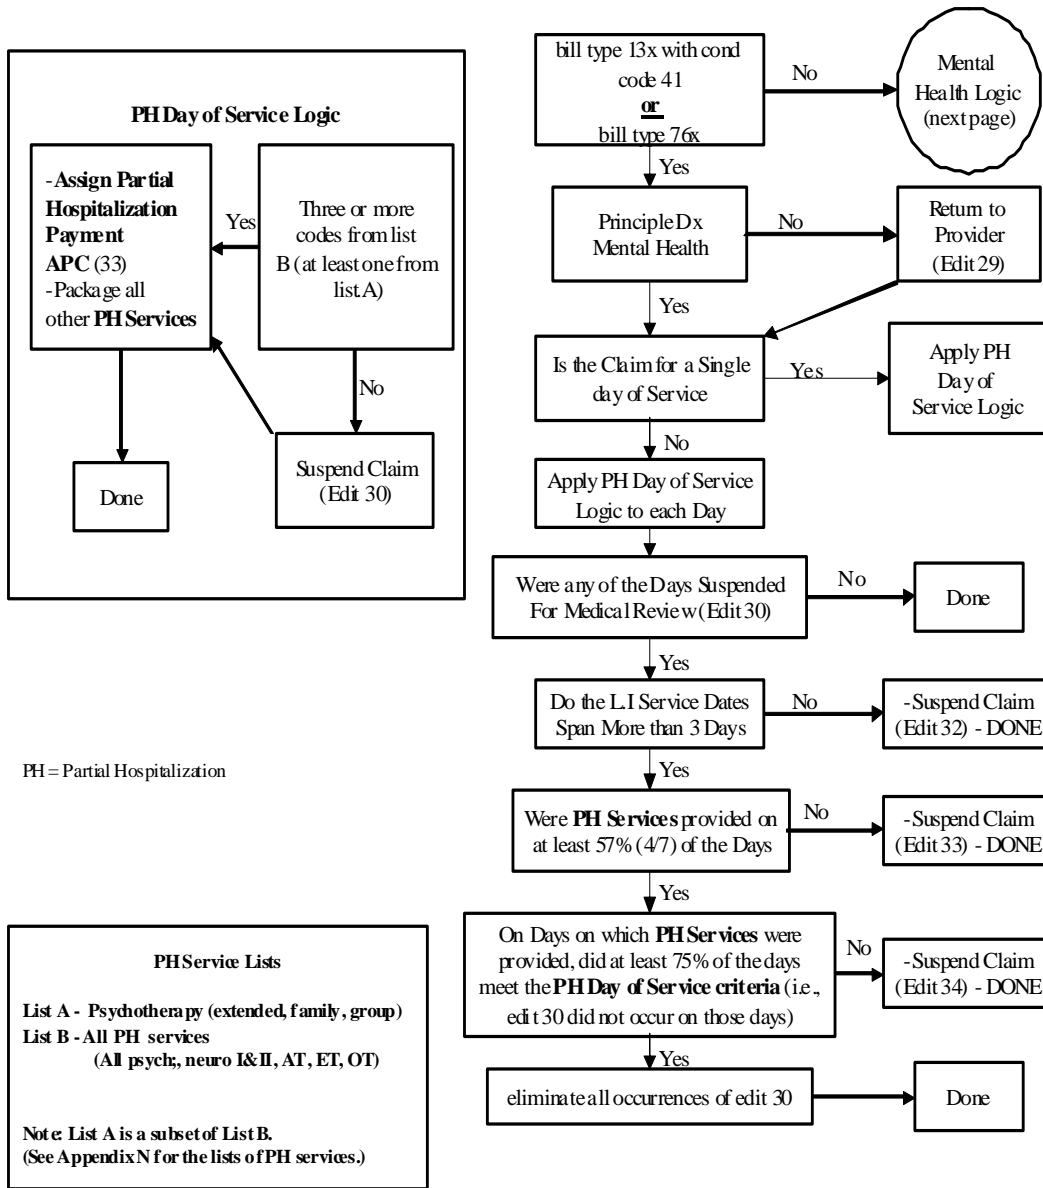 PH Day of Service Logic
-Assign Partial
Hospitalization
Payment
APC (33)
-Package all
other PH Services
Yes
Three or more
codes from list
B (at least one from
list.A)
No
Suspend Claim
(Edit 30)
Done
PH = Partial Hospitalization
PH Service Lists
List A - Psychotherapy (extended, family, group)
List B - All PH services
(All psych;, neuro I&II, AT, ET, OT)
Note: List A is a subset of List B.
(See Appendix N for the lists of PH services.)
bill type 13x with cond
code 41
or
bill type 76x
No
Mental
Health Logic
(next page)
Yes
Principle Dx
Mental Health
No
Return to
Provider
(Edit 29)
Yes
Is the Claim for a Single
day of Service
Yes
Apply PH
Day of
Service Logic
No
Apply PH Day of Service
Logic to each Day
Were any of the Days Suspended
For Medical Review (Edit 30)
No
Done
Yes
Do the L.I Service Dates
Span More than 3 Days
No
-Suspend Claim
(Edit 32) - DONE
Yes
Were PH Services provided on
at least 57% (4/7) of the Days
No
-Suspend Claim
(Edit 33) - DONE
Yes
On Days on which PH Services were
provided, did at least 75% of the days
meet the PH Day of Service criteria (i.e.,
edit 30 did not occur on those days)
No
-Suspend Claim
(Edit 34) - DONE
Yes
eliminate all occurrences of edit 30
Done